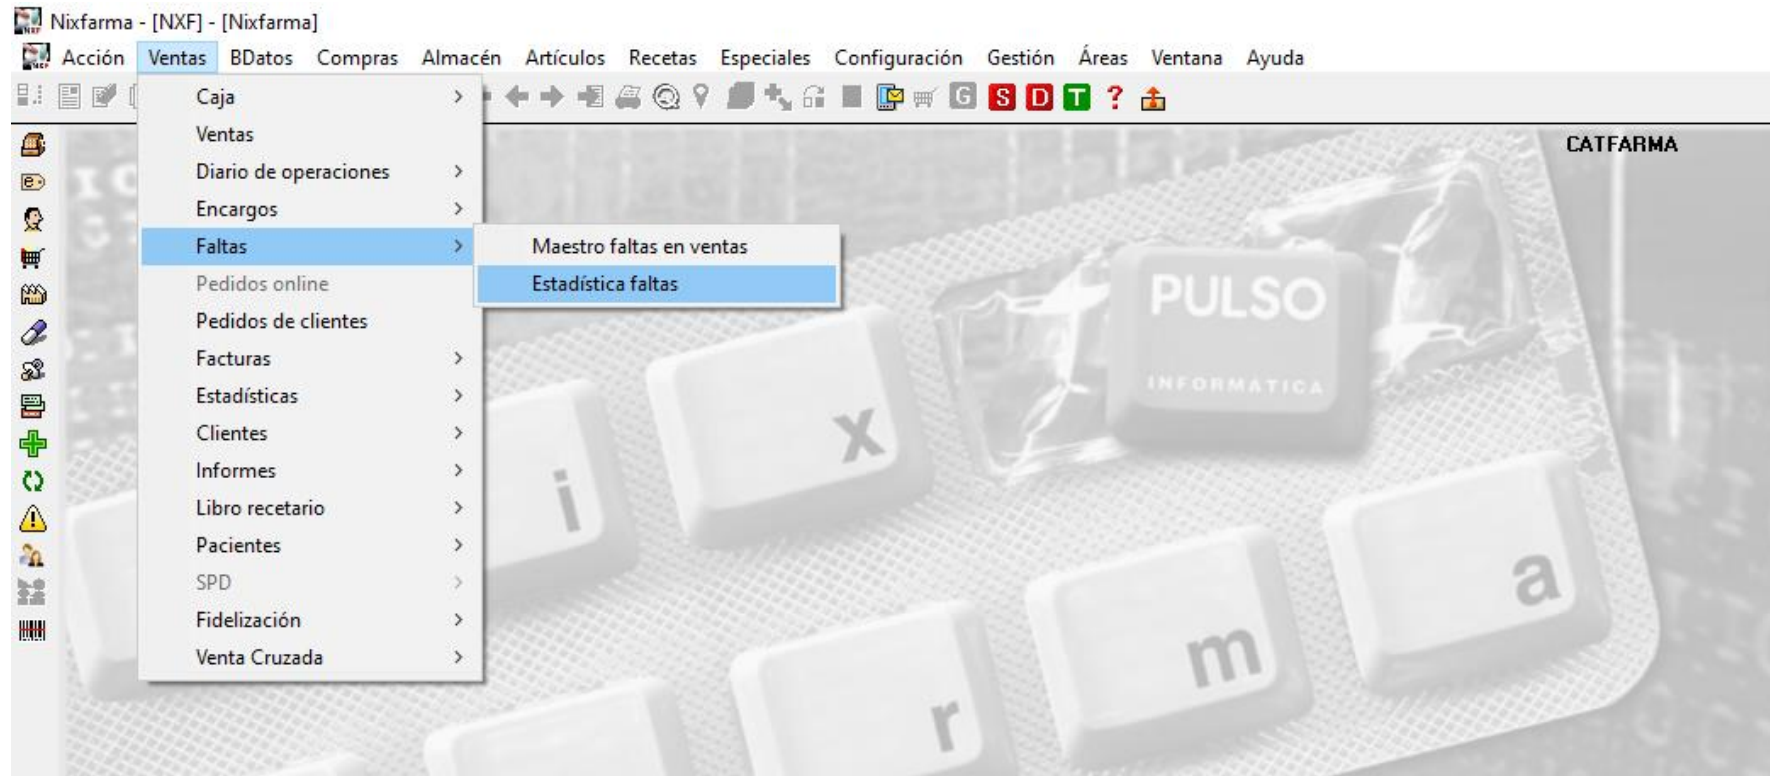 Nixfarma - [NXF] - [Nixfarma]
Acción Ventas BDatos Compras Almacén Artículos Recetas Especiales Configuración Gestión Áreas Ventana Ayuda
G S D T ?
CATFARMA
Caja
Ventas
Diario de operaciones
Encargos
Faltas
Maestro faltas en ventas
Estadística faltas
Pedidos online
Pedidos de clientes
Facturas
Estadísticas
Clientes
Informes
Libro recetario
Pacientes
SPD
Fidelización
Venta Cruzada
PULSO
INFORMATICA
i x
r m a